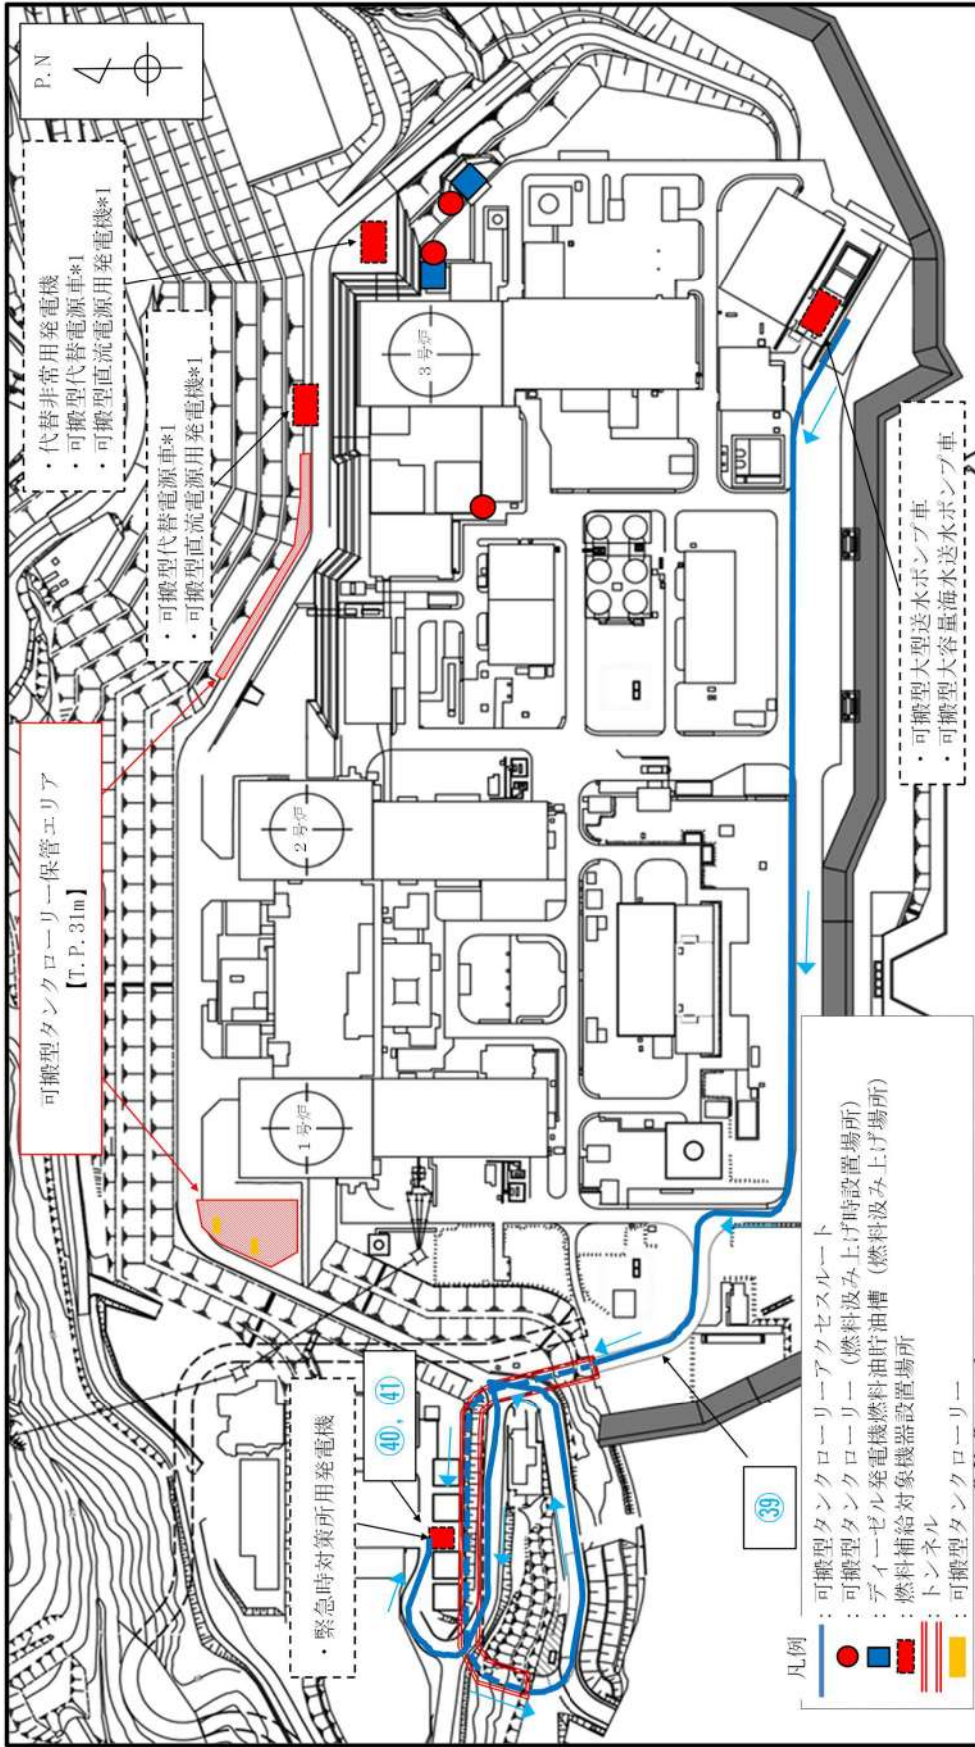 P.N
・代替非常用発電機
・可搬型代替電源車*1
・可搬型直流電源用発電機*1
・可搬型代替電源車*1
・可搬型直流電源用発電機*1
可搬型タンクローリー保管エリア
【T.P.31m】
3号炉
2号炉
1号炉
・可搬型大型送水ポンプ車
・可搬型大容量海水送水ポンプ車
・緊急時対策所用発電機
㊵，㊶
㊴
凡例
：可搬型タンクローリーアクセスルート
：可搬型タンクローリー（燃料汲み上げ時設置場所）
：ディーゼル発電機燃料油貯油槽（燃料汲み上げ場所）
：燃料補給対象機器設置場所
：トンネル
：可搬型タンクローリー